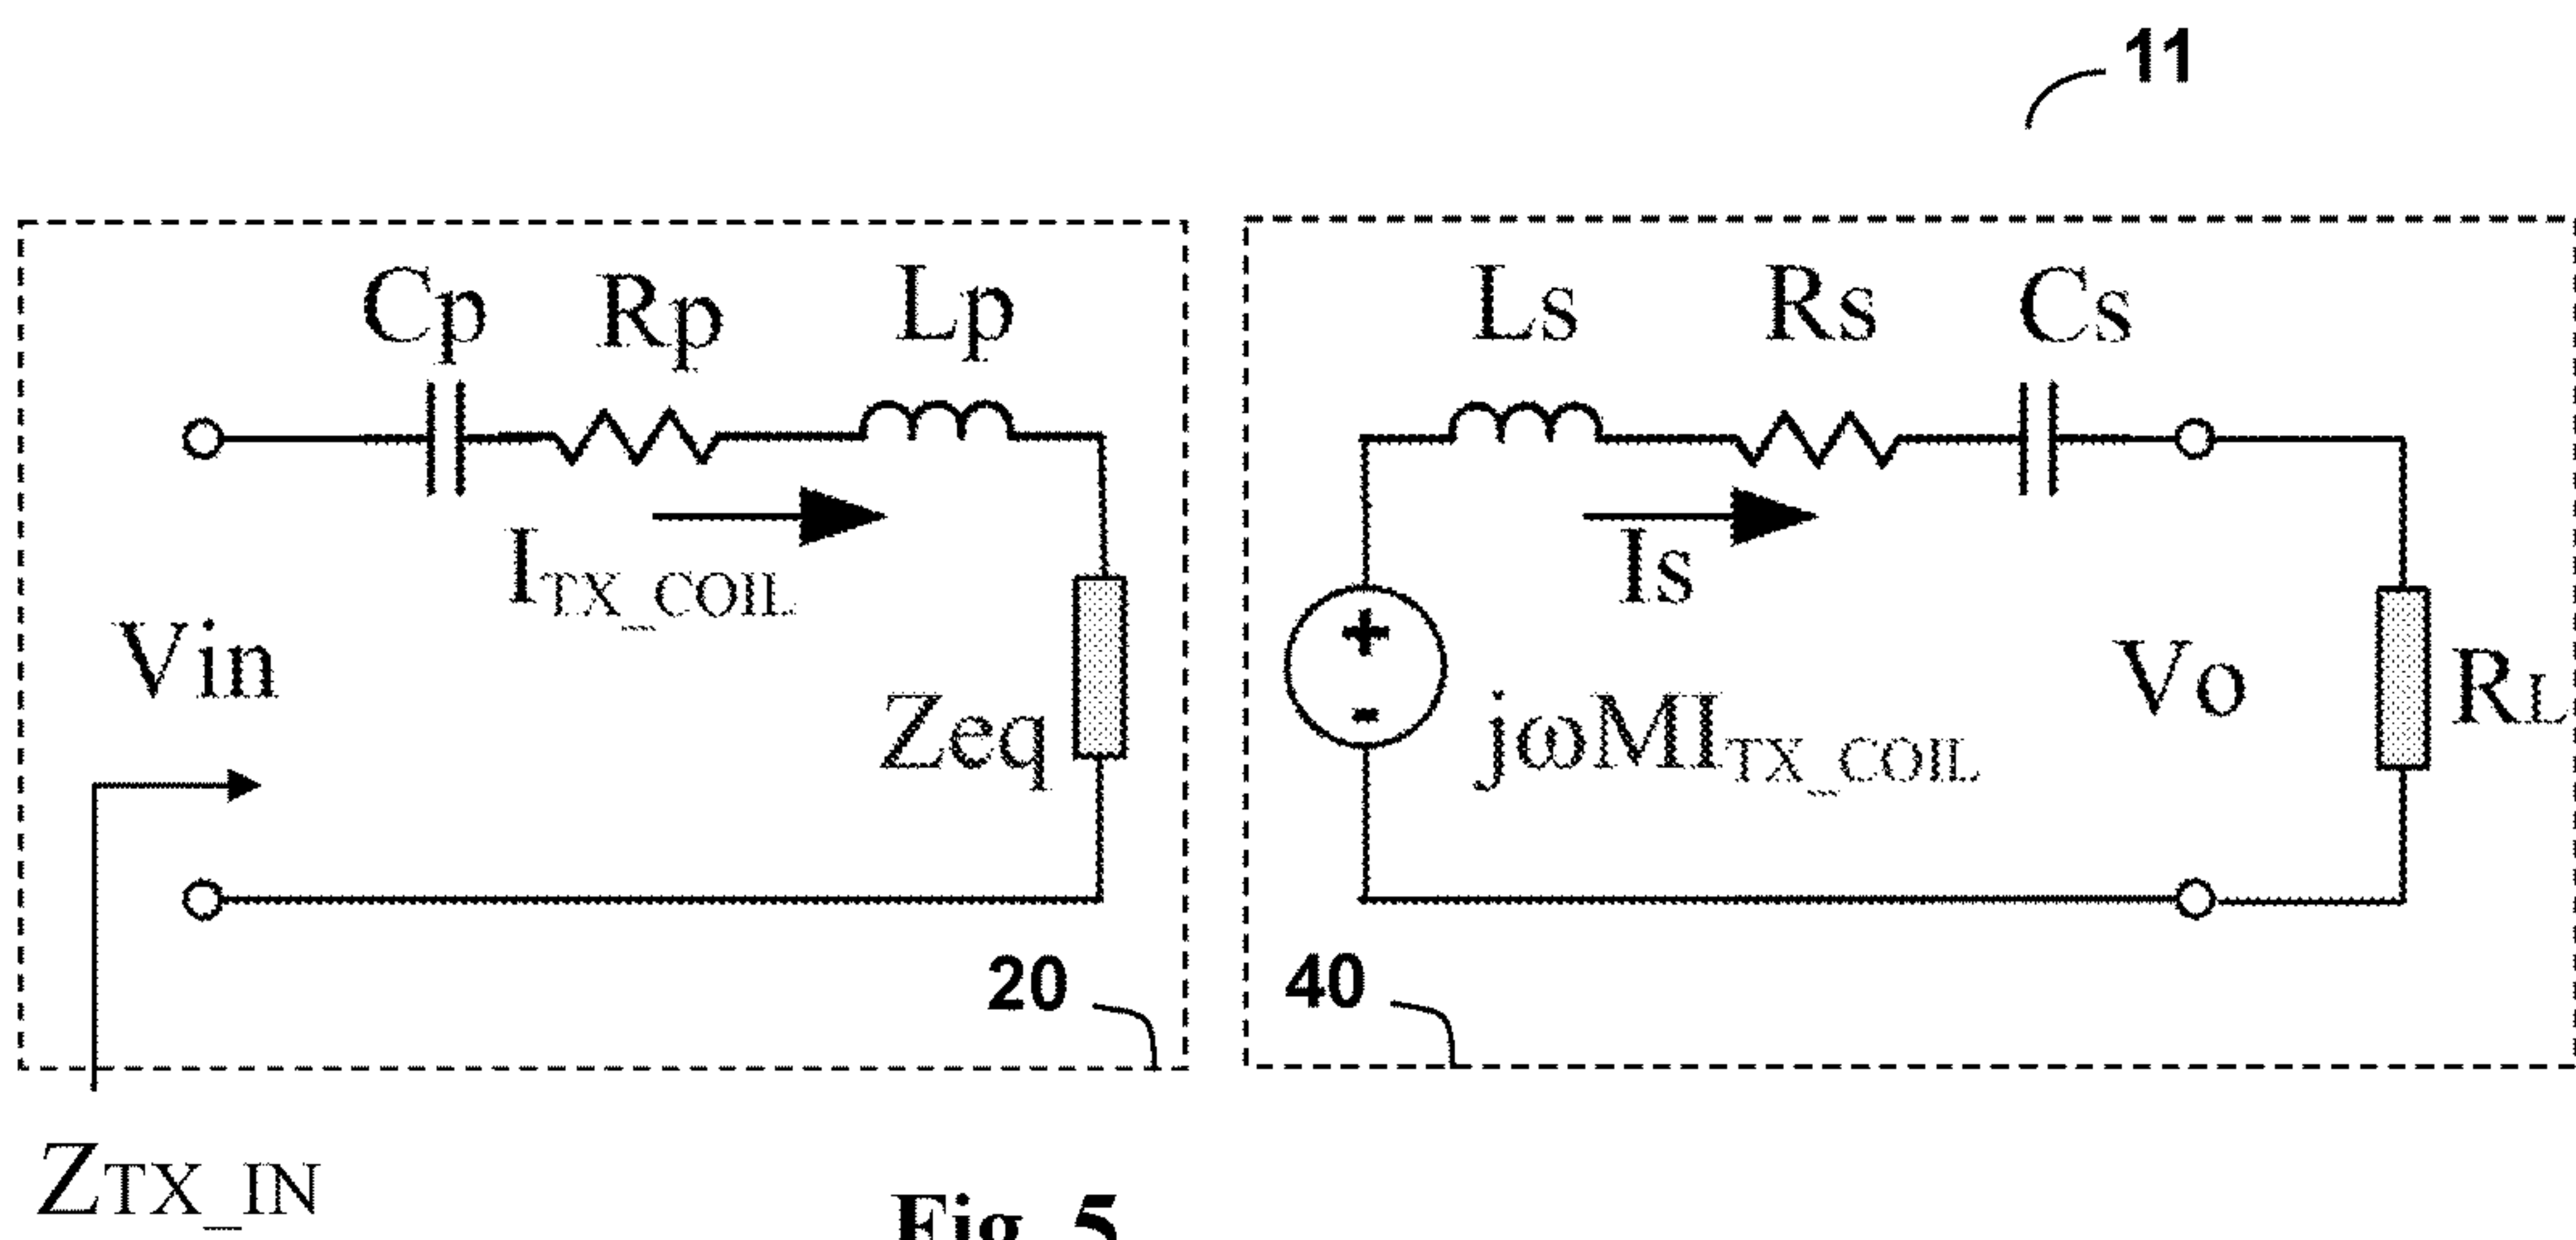 11
Cp Rp Lp
Ls Rs Cs
ITX_COIL
Is
Vin
Zeq
+
-
jωMITX_COIL
Vo
RL
20
40
ZTX_IN
Fig. 5